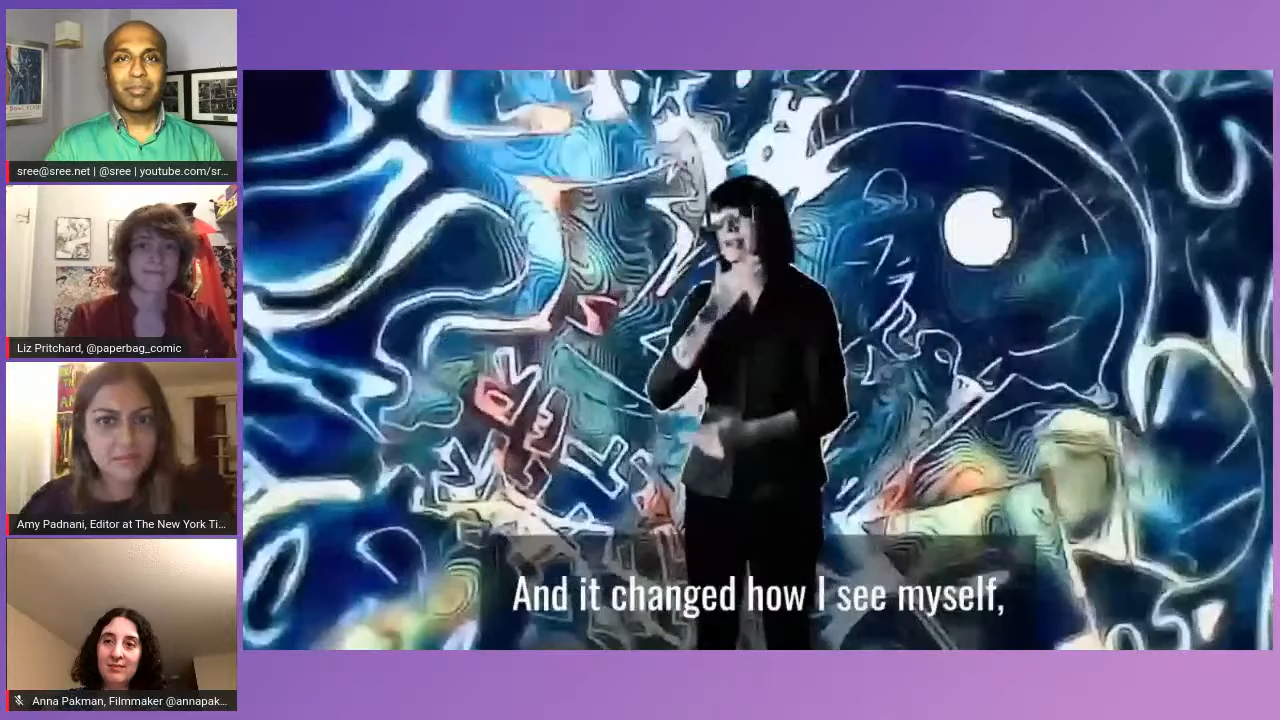 sree@sree.net | @sree | youtube.com/sr...
Liz Pritchard, @paperbag_comic
Amy Padnani, Editor at The New York Ti...
Anna Pakman, Filmmaker @annapak...
And it changed how I see myself,